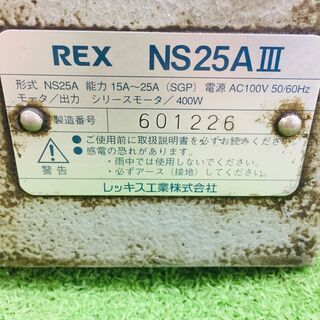 REX NS25AⅢ
形式 NS25A 能力 15A〜25A (SGP) 電源 AC100V 50/60Hz
モータ/出力 シリーズモータ/400W
製造番号 601226
●ご使用前に取扱説明書を必ずお読みください。
●感電の恐れがあります。
・雨中では使用しないでください。
・必ずアース(接地)してください。
警告
レッキス工業株式会社